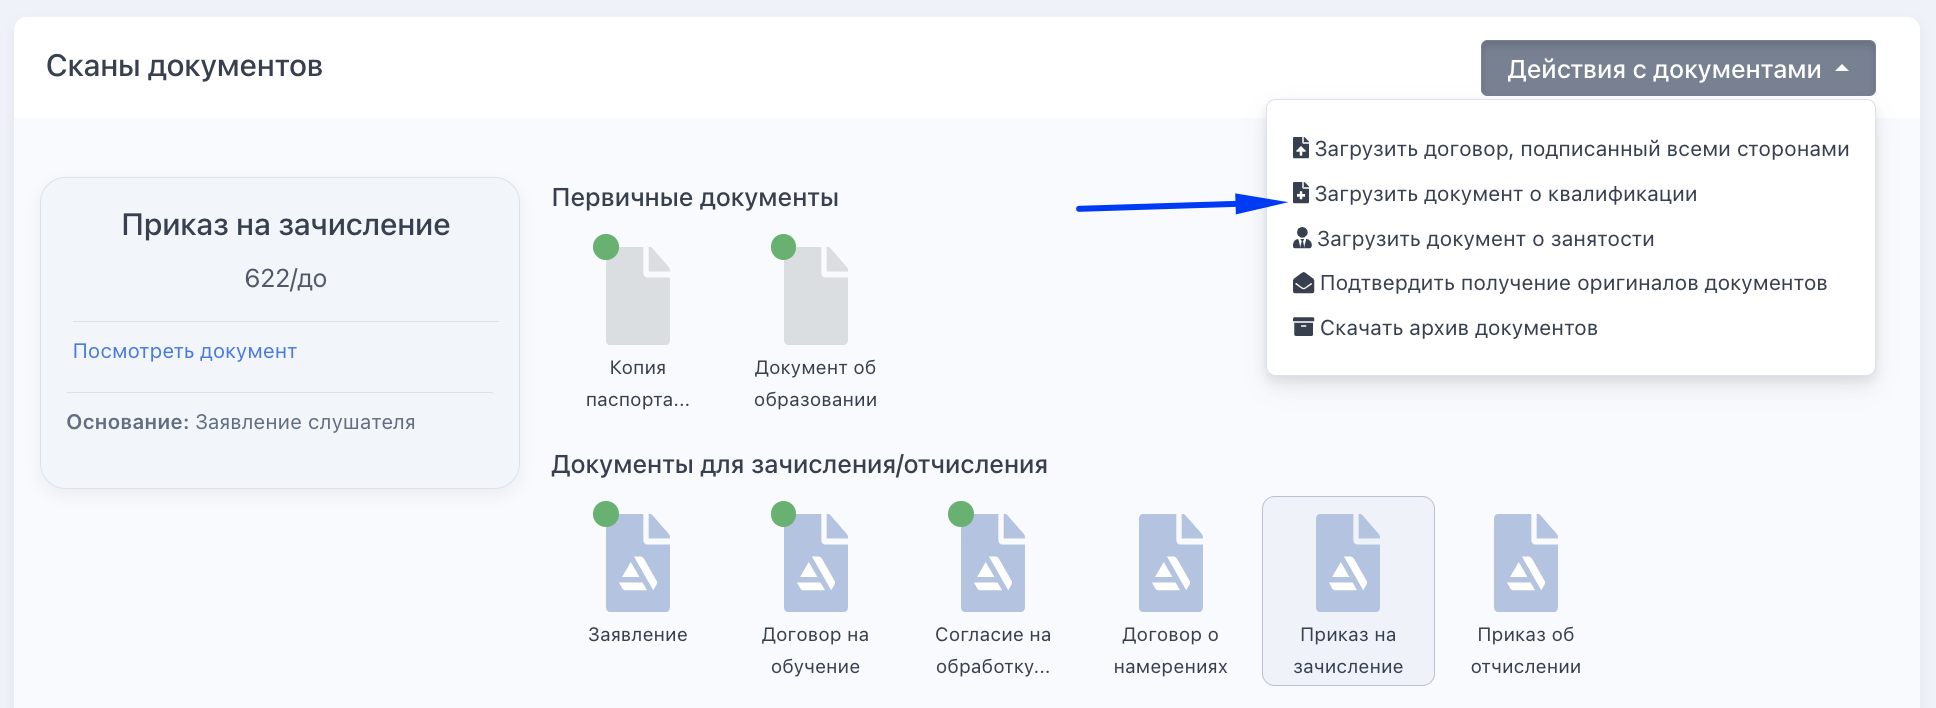 Сканы документов
Действия с документами
Загрузить договор, подписанный всеми сторонами
Загрузить документ о квалификации
Загрузить документ о занятости
Подтвердить получение оригиналов документов
Скачать архив документов
Приказ на зачисление
622/до
Посмотреть документ
Основание: Заявление слушателя
Первичные документы
Копия
паспорта...
Документ об
образовании
Документы для зачисления/отчисления
Заявление
Договор на
обучение
Согласие на
обработку...
Договор о
намерениях
Приказ на
зачисление
Приказ об
отчислении